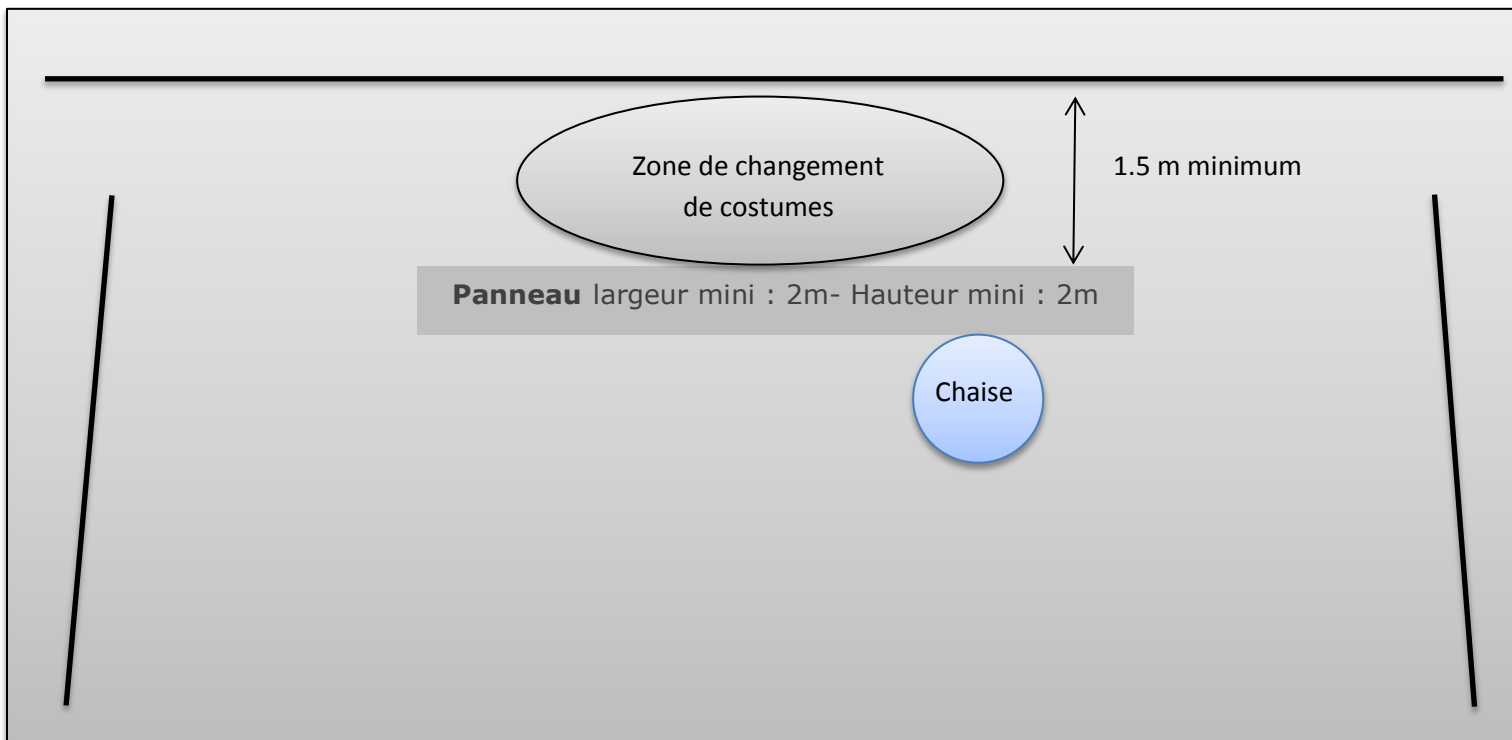 Zone de changement
de costumes
1.5 m minimum
Panneau largeur mini : 2m- Hauteur mini : 2m
Chaise